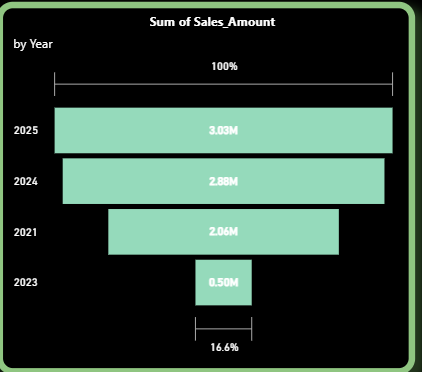 Sum of Sales_Amount
by Year
100%
2025 3.03M
2024 2.88M
2021 2.06M
2023 0.50M
16.6%